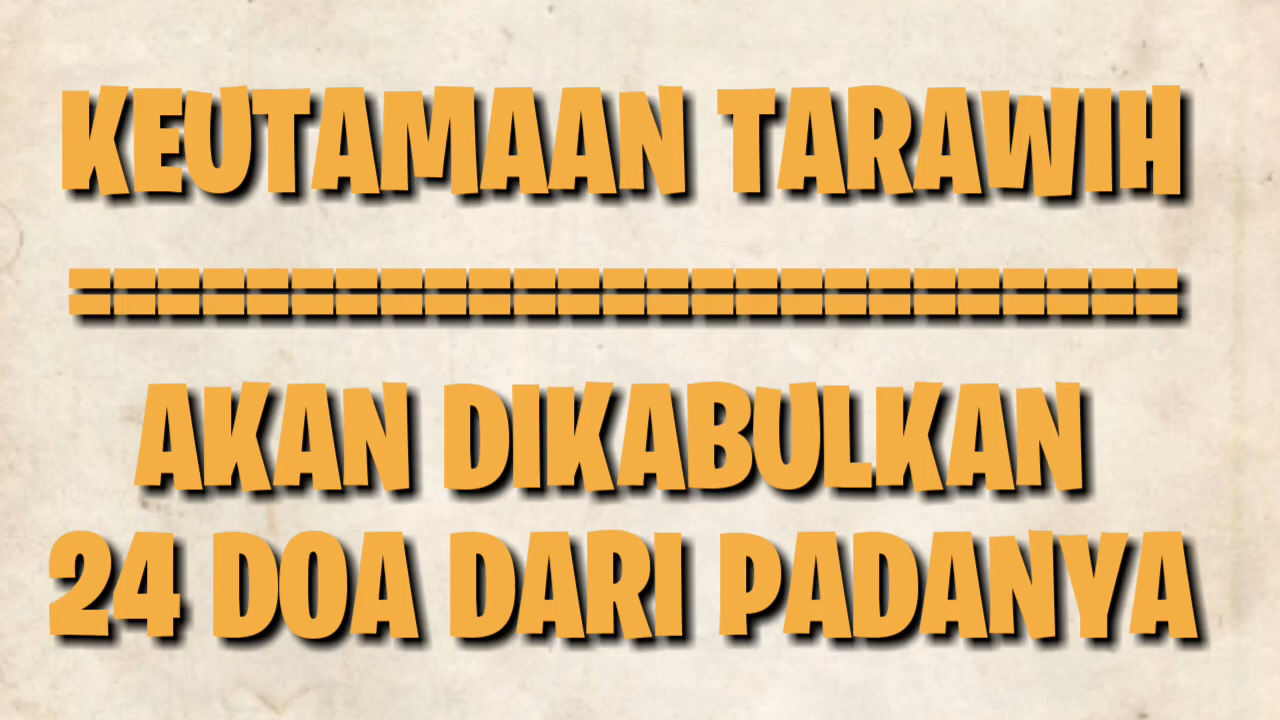 KEUTAMAAN TARAWIH
=========================
AKAN DIKABULKAN
24 DOA DARI PADANYA